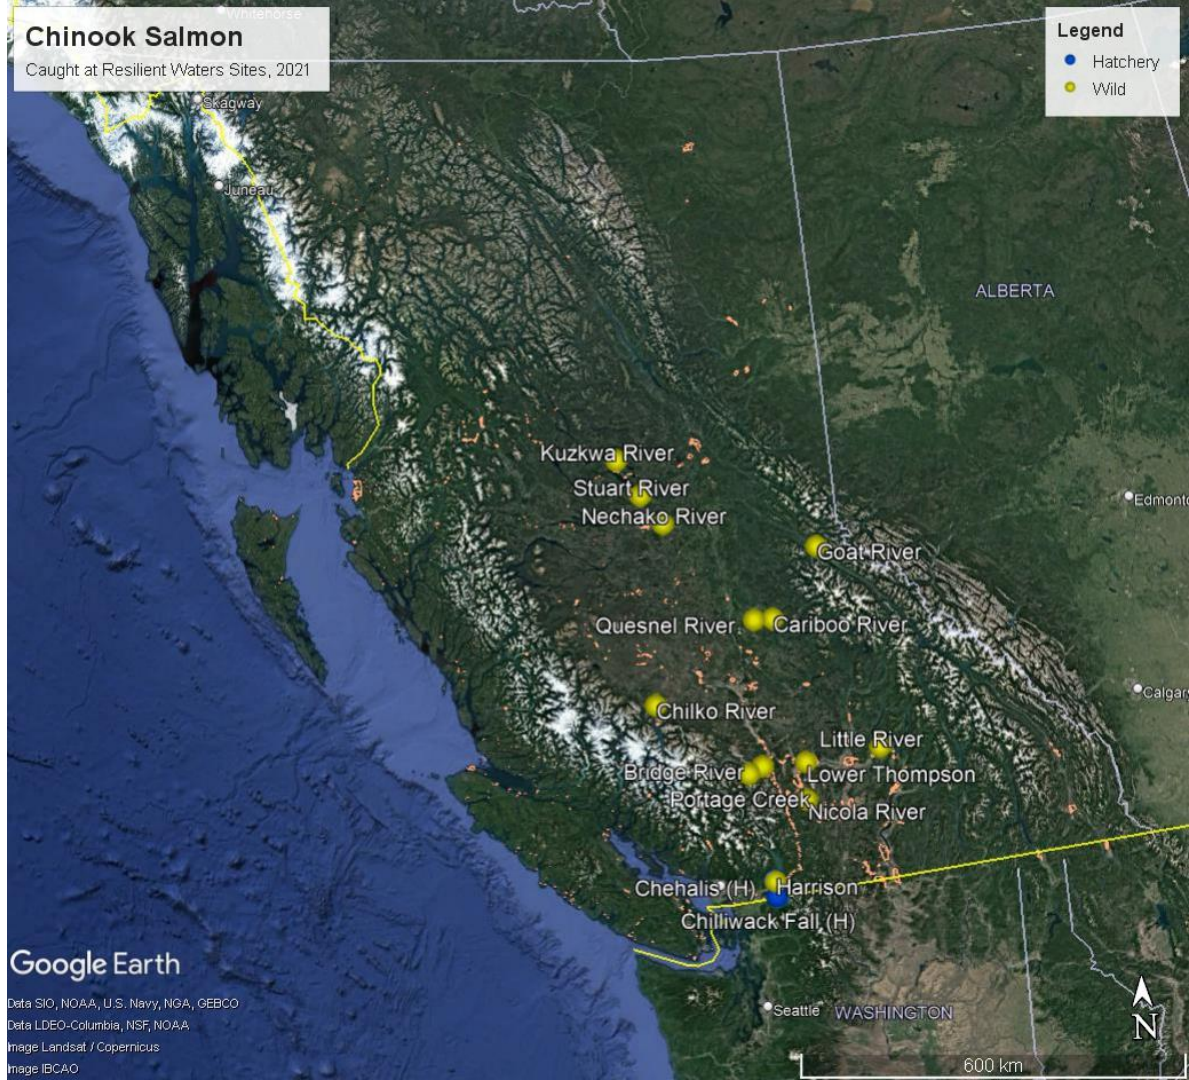 Whitehorse
Chinook Salmon
Caught at Resilient Waters Sites, 2021
Legend
Hatchery
Wild
Skagway
Juneau
ALBERTA
Kuzkwa River
Stuart River
Edmonto
Nechako River
Goat River
Quesnel River
Cariboo River
Calgary
Chilko River
Little River
Bridge River
Lower Thompson
Portage Creek
Nicola River
Chehalis (H)
Harrison
Chilliwack Fall (H)
Google Earth
Data SIO, NOAA, U.S. Navy, NGA, GEBCO
Seattle
WASHINGTON
Data LDEO-Columbia, NSF, NOAA
N
Image Landsat / Copernicus
600 km
Image IBCAO